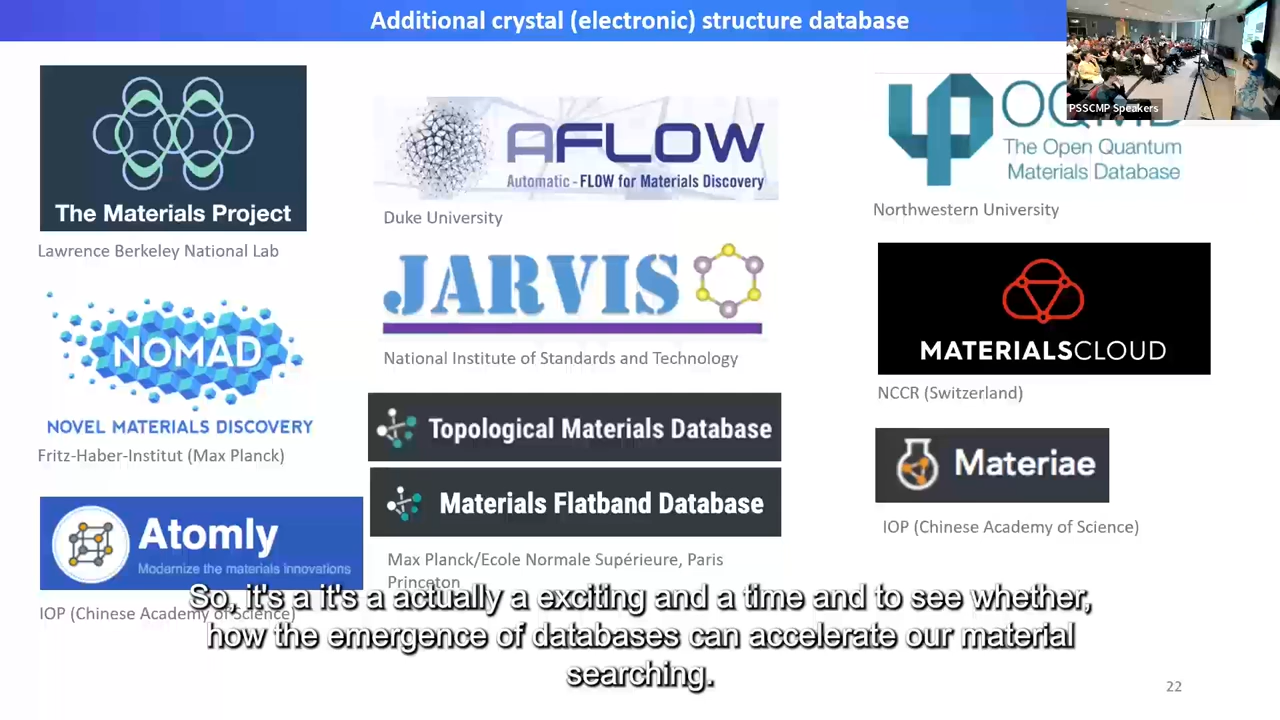 Additional crystal (electronic) structure database
PSSCMP Speakers
The Materials Project
Lawrence Berkeley National Lab
AFLOW
Automatic - FLOW for Materials Discovery
Duke University
The Open Quantum
Materials Database
Northwestern University
NOMAD
NOVEL MATERIALS DISCOVERY
Fritz-Haber-Institut (Max Planck)
JARVIS
National Institute of Standards and Technology
MATERIALSCLOUD
NCCR (Switzerland)
Topological Materials Database
Materials Flatband Database
Max Planck/Ecole Normale Supérieure, Paris
Princeton
Materiae
IOP (Chinese Academy of Science)
Atomly
Modernize the materials innovations
IOP (Chinese Academy of Science)
So, it's a it's a actually a exciting and a time and to see whether,
how the emergence of databases can accelerate our material
searching.
22